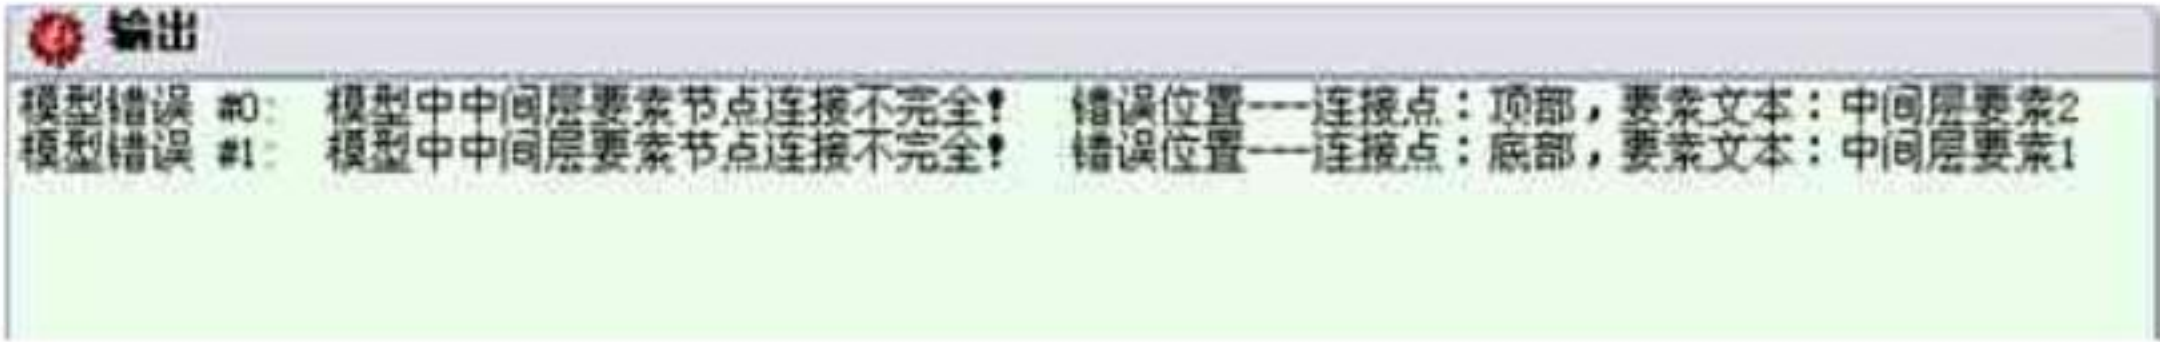 输出
模型错误 #0: 模型中中间层要素节点连接不完全! 错误位置---连接点：顶部，要素文本：中间层要素2
模型错误 #1: 模型中中间层要素节点连接不完全! 错误位置---连接点：底部，要素文本：中间层要素1